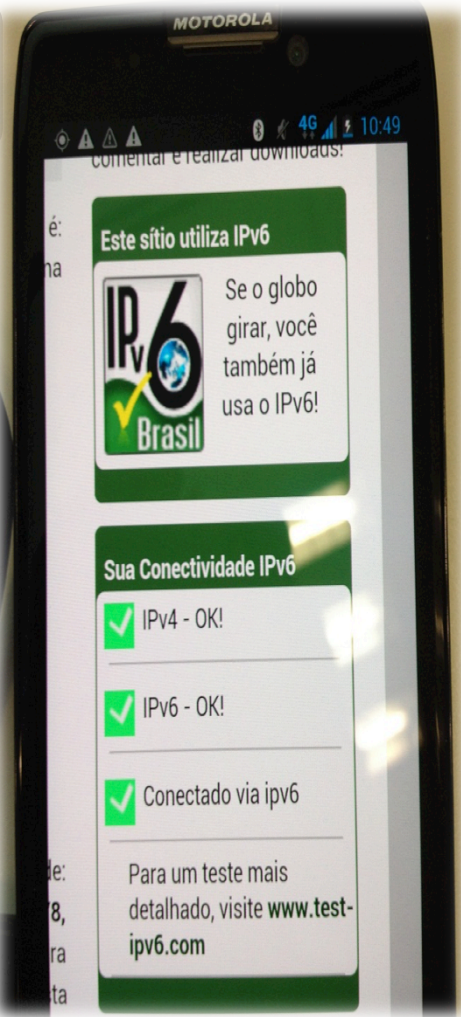 MOTOROLA
4G 10:49
comentar e realizar downloads!
é:
na
Este sítio utiliza IPv6
IPv6
Brasil
Se o globo
girar, você
também já
usa o IPv6!
Sua Conectividade IPv6
IPv4 - OK!
IPv6 - OK!
Conectado via ipv6
Para um teste mais
detalhado, visite www.test-
ipv6.com
de:
78,
ra
sta